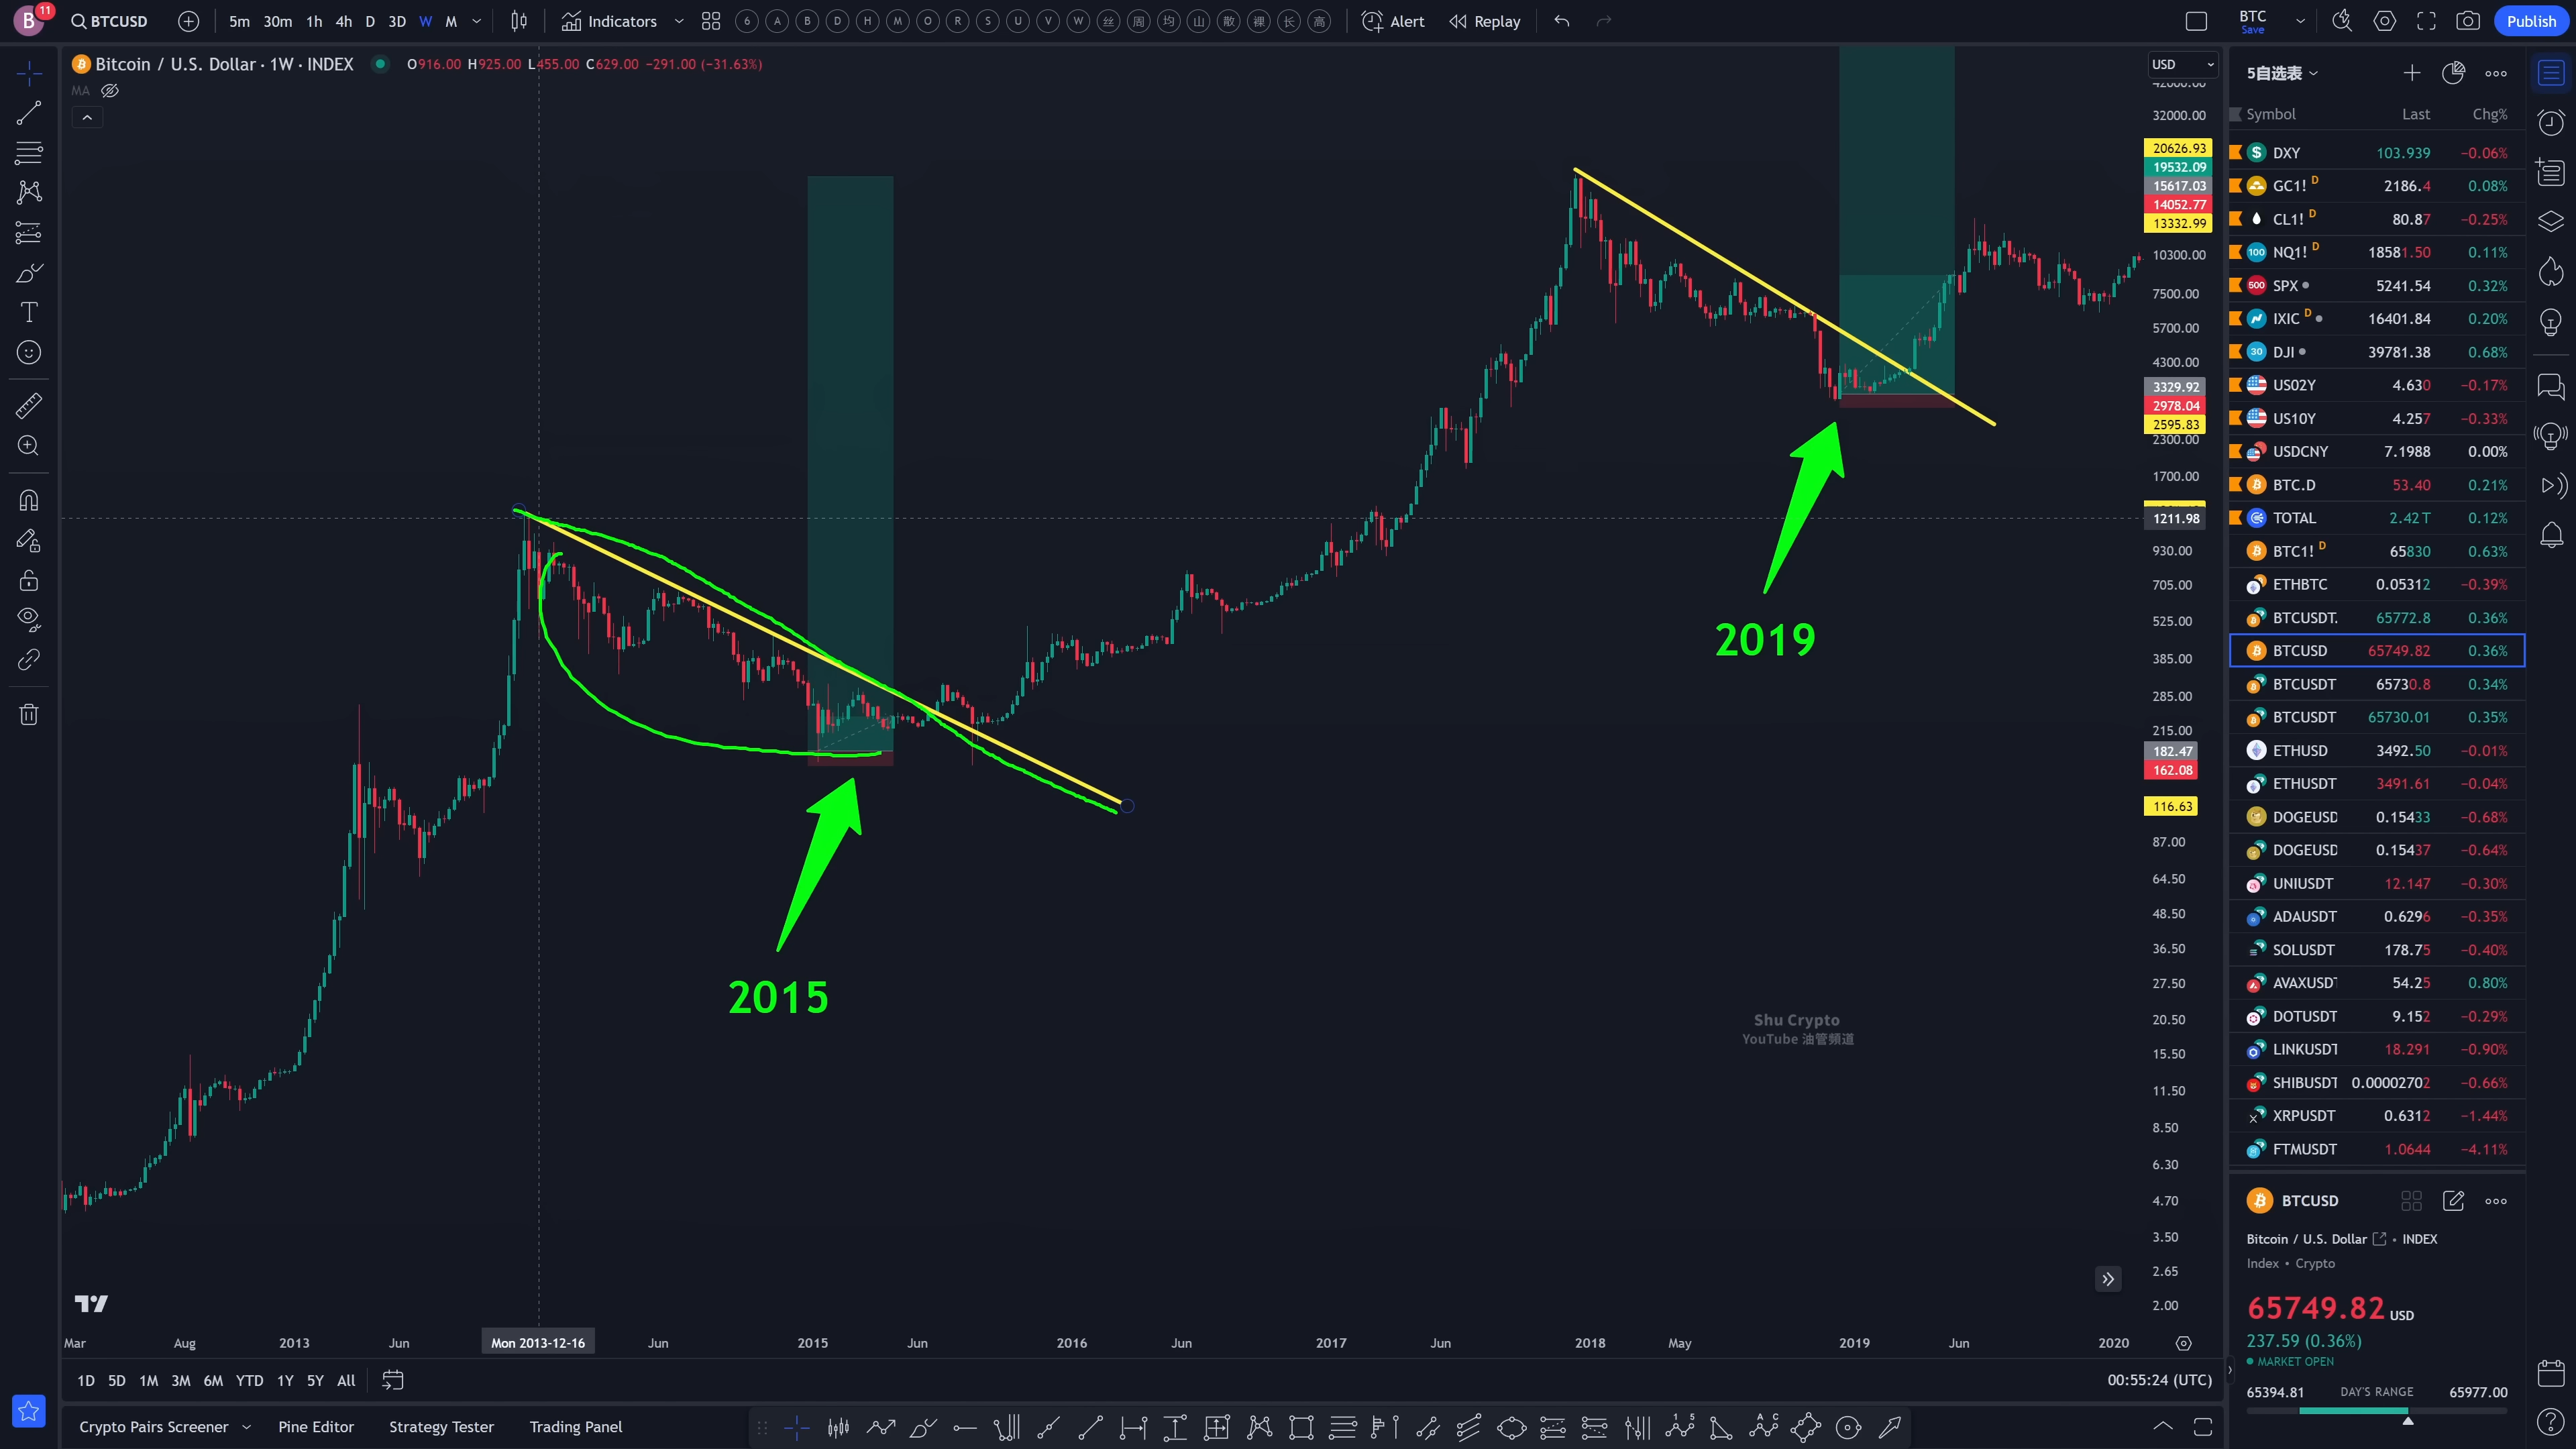 B 11 BTCUSD 5m 30m 1h 4h D 3D W M Indicators 6 A B D H M O R S U V W 丝 周 均 山 散 裸 长 高 Alert Replay BTC Save Publish
Bitcoin / U.S. Dollar · 1W · INDEX O916.00 H925.00 L455.00 C629.00 −291.00 (−31.63%)
MA
USD
42000.00
32000.00
20626.93
19532.09
15617.03
14052.77
13332.99
10300.00
7500.00
5700.00
4300.00
3329.92
2978.04
2595.83
2300.00
1700.00
1211.98
930.00
705.00
525.00
385.00
285.00
215.00
182.47
162.08
116.63
87.00
64.50
48.50
36.50
27.50
20.50
15.50
11.50
8.50
6.30
4.70
3.50
2.65
2.00
2019
2015
Shu Crypto
YouTube 油管頻道
Mar Aug 2013 Jun Mon 2013-12-16 Jun 2015 Jun 2016 Jun 2017 Jun 2018 May 2019 Jun 2020
1D 5D 1M 3M 6M YTD 1Y 5Y All 00:55:24 (UTC)
Crypto Pairs Screener Pine Editor Strategy Tester Trading Panel
5自选表
Symbol Last Chg%
DXY 103.939 −0.06%
GC1! D 2186.4 0.08%
CL1! D 80.87 −0.25%
NQ1! D 18581.50 0.11%
SPX 5241.54 0.32%
IXIC D 16401.84 0.20%
DJI 39781.38 0.68%
US02Y 4.630 −0.17%
US10Y 4.257 −0.33%
USDCNY 7.1988 0.00%
BTC.D 53.40 0.21%
TOTAL 2.42 T 0.12%
BTC1! D 65830 0.63%
ETHBTC 0.05312 −0.39%
BTCUSDT. 65772.8 0.36%
BTCUSD 65749.82 0.36%
BTCUSDT 65730.8 0.34%
BTCUSDT 65730.01 0.35%
ETHUSD 3492.50 −0.01%
ETHUSDT 3491.61 −0.04%
DOGEUSD 0.15433 −0.68%
DOGEUSD 0.15437 −0.64%
UNIUSDT 12.147 −0.30%
ADAUSDT 0.6296 −0.35%
SOLUSDT 178.75 −0.40%
AVAXUSDT 54.25 0.80%
DOTUSDT 9.152 −0.29%
LINKUSDT 18.291 −0.90%
SHIBUSDT 0.00002702 −0.66%
XRPUSDT 0.6312 −1.44%
FTMUSDT 1.0644 −4.11%
BTCUSD
Bitcoin / U.S. Dollar • INDEX
Index • Crypto
65749.82 USD
237.59 (0.36%)
MARKET OPEN
65394.81 DAY'S RANGE 65977.00